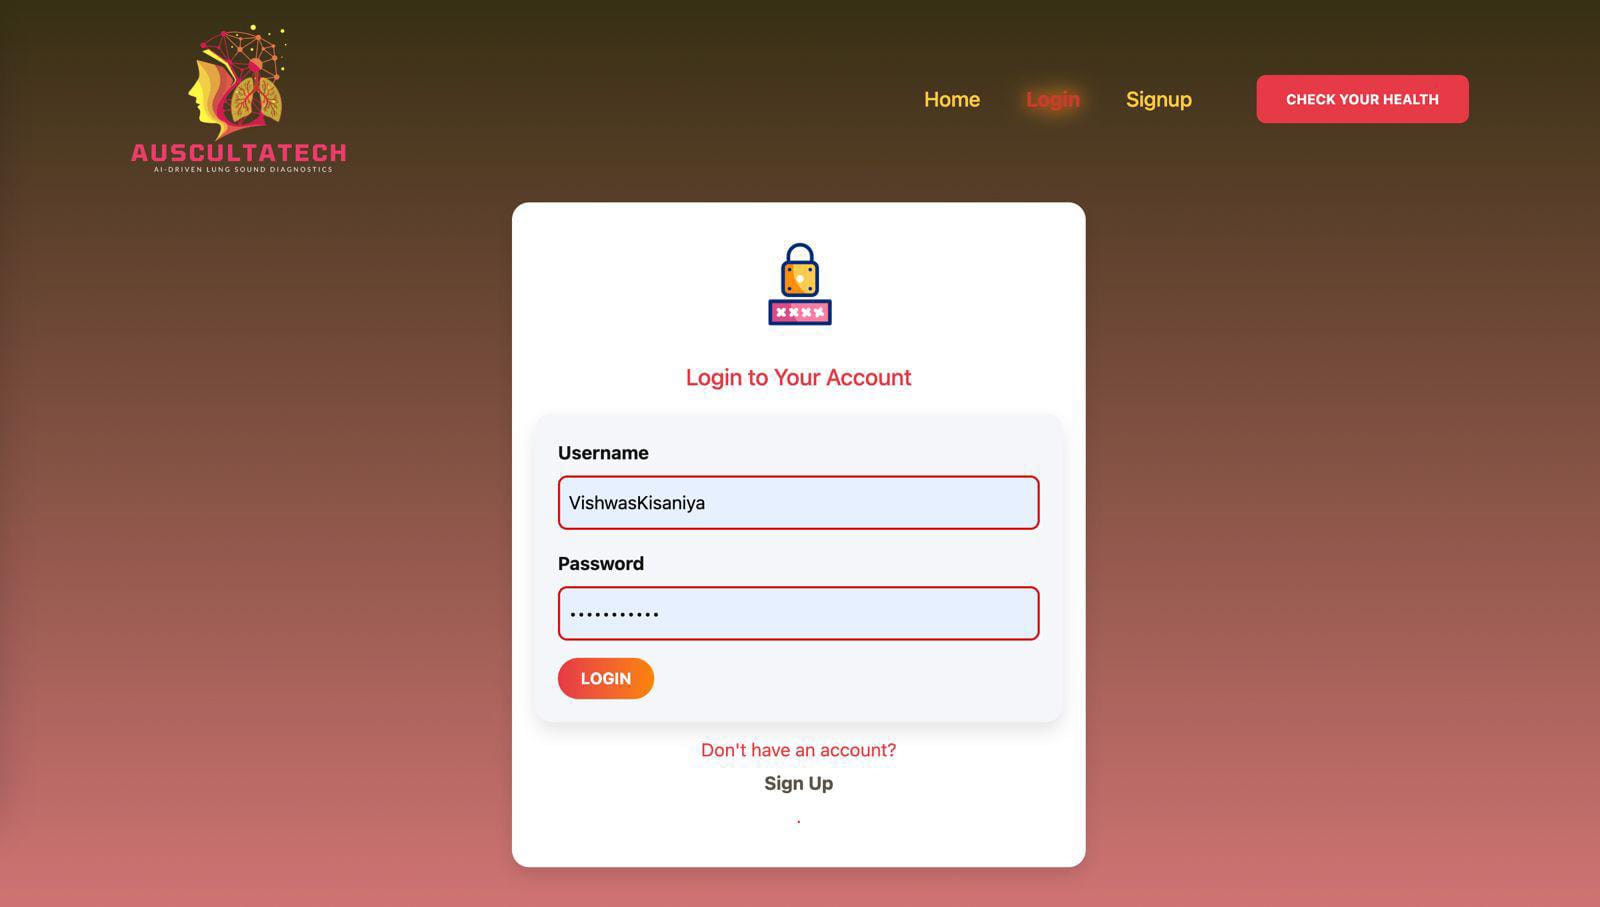 AUSCULTATECH
AI-DRIVEN LUNG SOUND DIAGNOSTICS
Home
Login
Signup
CHECK YOUR HEALTH
Login to Your Account
Username
VishwasKisaniya
Password
•••••••••••
LOGIN
Don't have an account?
Sign Up
.